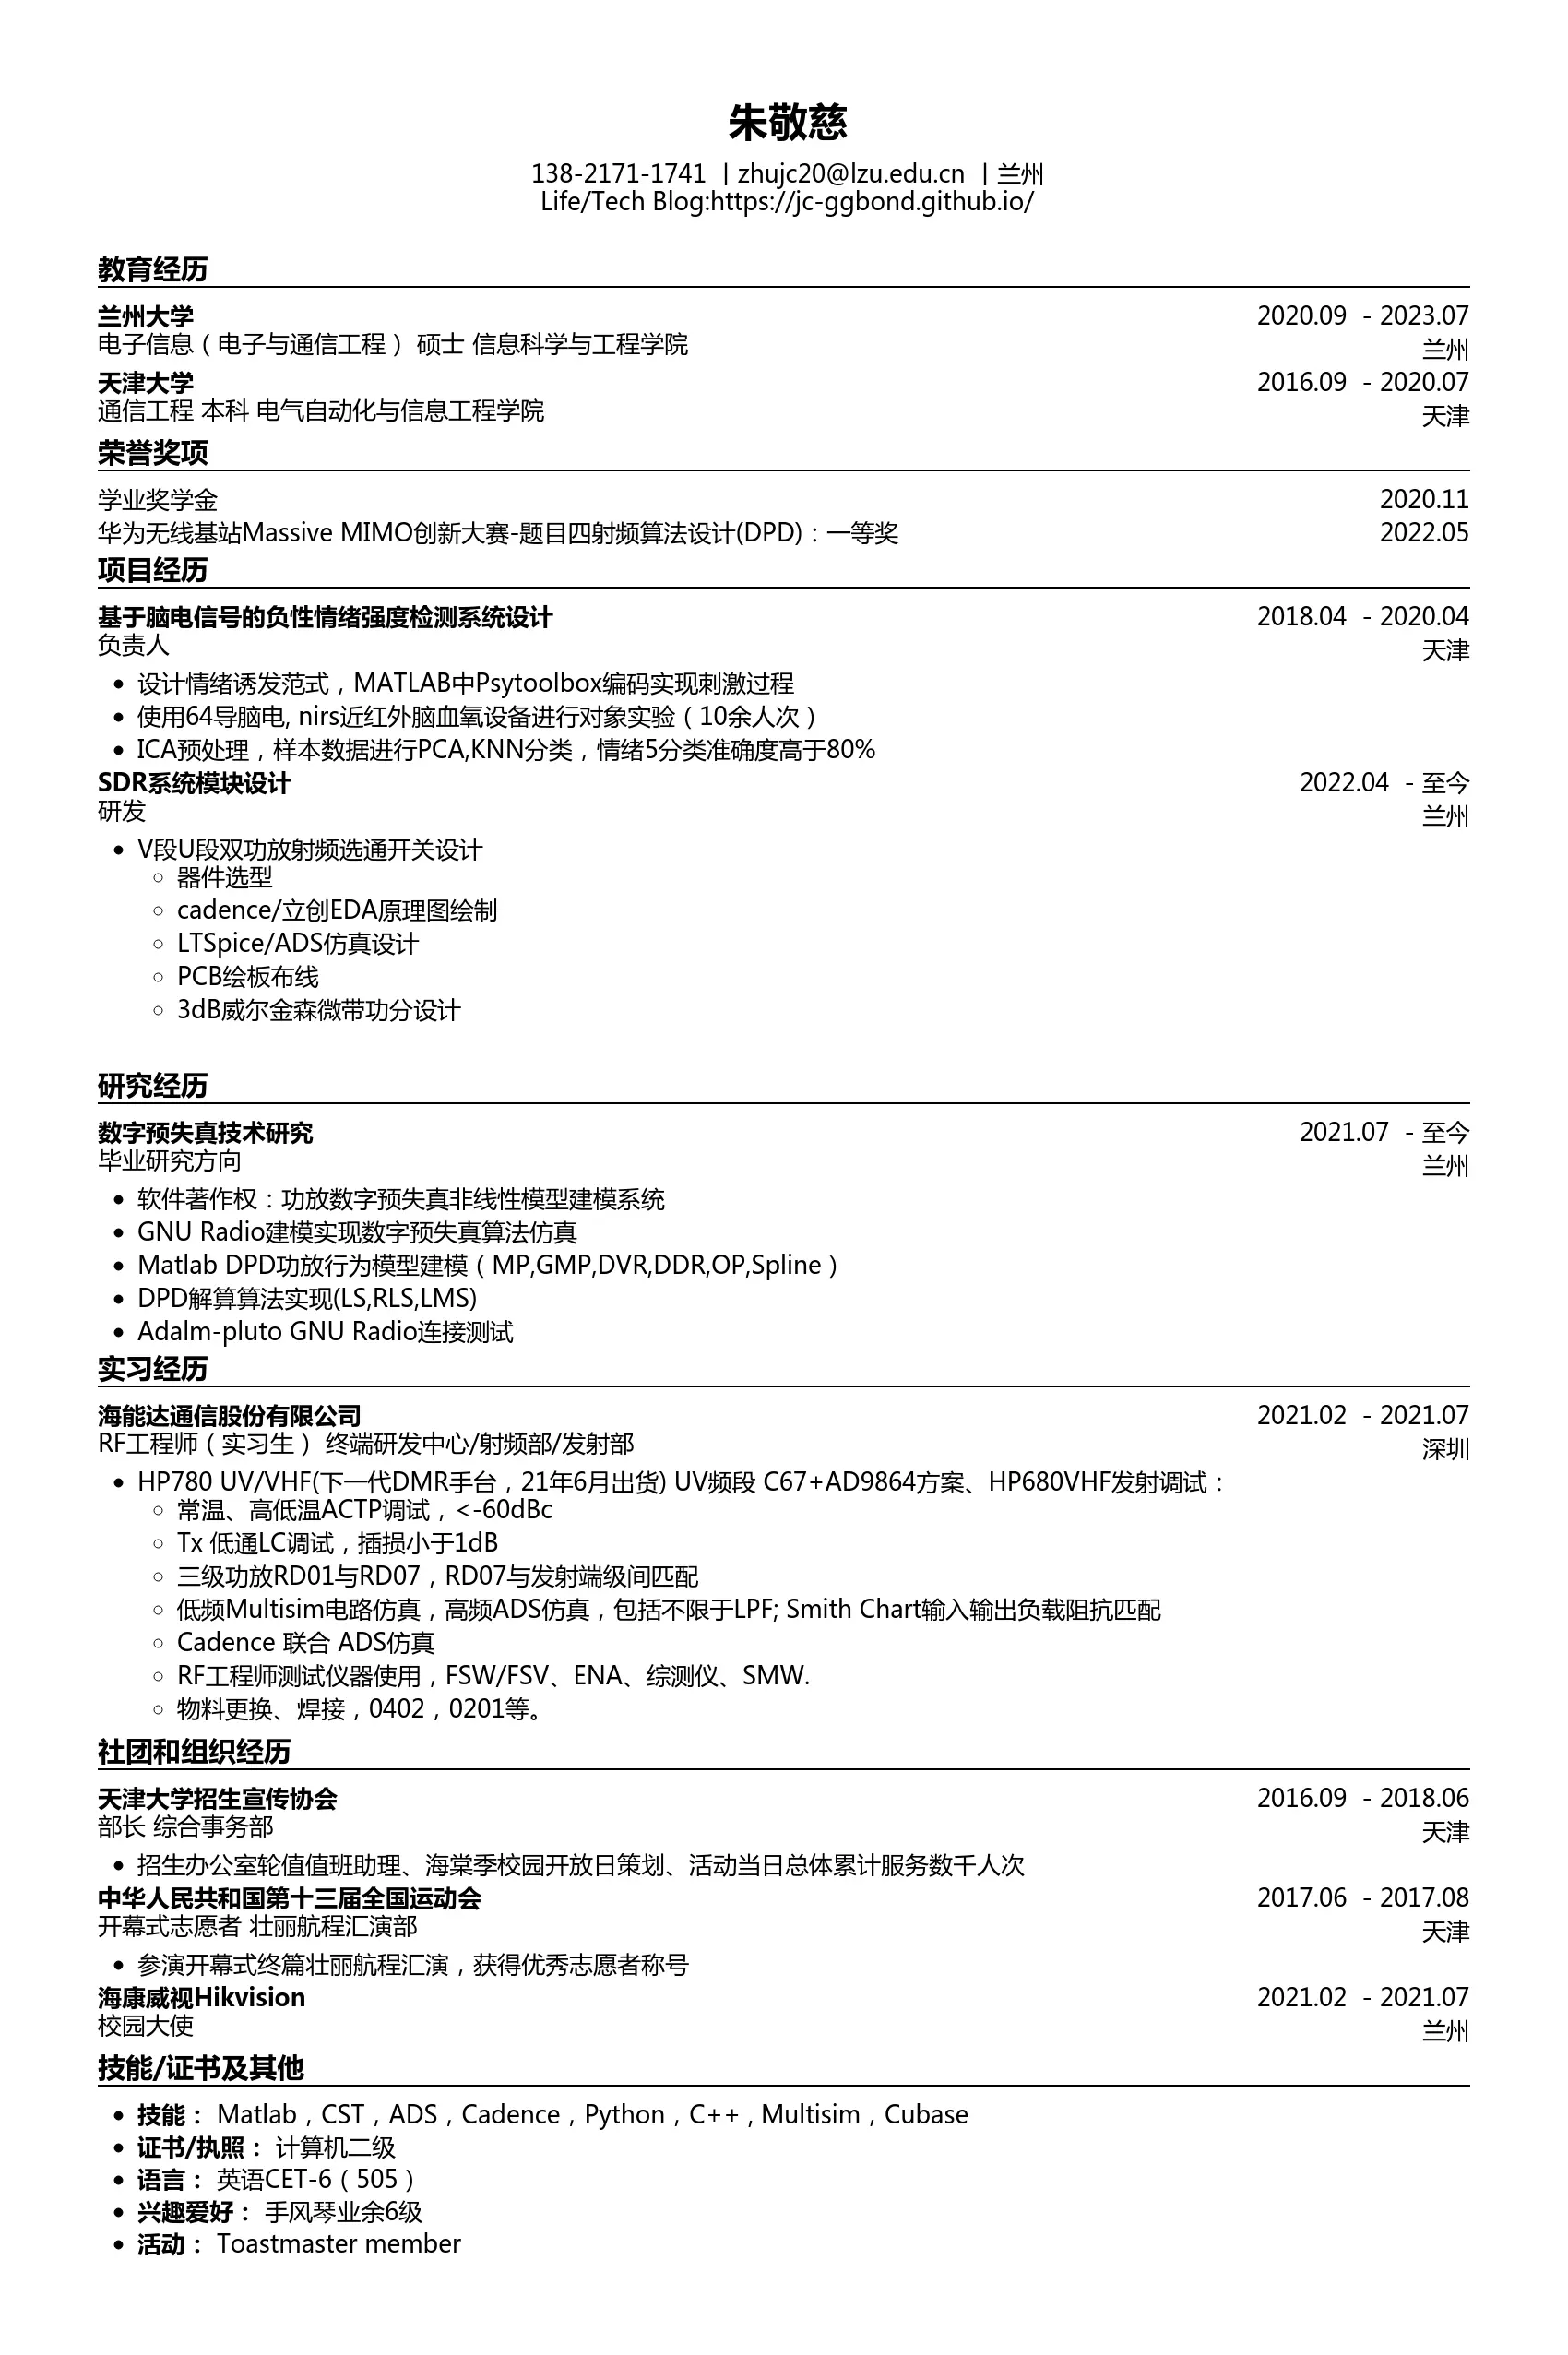 朱敬慈
138-2171-1741 | zhujc20@lzu.edu.cn | 兰州
Life/Tech Blog:https://jc-ggbond.github.io/
教育经历
兰州大学 2020.09 - 2023.07
电子信息（电子与通信工程） 硕士 信息科学与工程学院 兰州
天津大学 2016.09 - 2020.07
通信工程 本科 电气自动化与信息工程学院 天津
荣誉奖项
学业奖学金 2020.11
华为无线基站Massive MIMO创新大赛-题目四射频算法设计(DPD)：一等奖 2022.05
项目经历
基于脑电信号的负性情绪强度检测系统设计 2018.04 - 2020.04
负责人 天津
• 设计情绪诱发范式，MATLAB中Psytoolbox编码实现刺激过程
• 使用64导脑电, nirs近红外脑血氧设备进行对象实验（10余人次）
• ICA预处理，样本数据进行PCA,KNN分类，情绪5分类准确度高于80%
SDR系统模块设计 2022.04 - 至今
研发 兰州
• V段U段双功放射频选通开关设计
◦ 器件选型
◦ cadence/立创EDA原理图绘制
◦ LTSpice/ADS仿真设计
◦ PCB绘板布线
◦ 3dB威尔金森微带功分设计
研究经历
数字预失真技术研究 2021.07 - 至今
毕业研究方向 兰州
• 软件著作权：功放数字预失真非线性模型建模系统
• GNU Radio建模实现数字预失真算法仿真
• Matlab DPD功放行为模型建模（MP,GMP,DVR,DDR,OP,Spline）
• DPD解算算法实现(LS,RLS,LMS)
• Adalm-pluto GNU Radio连接测试
实习经历
海能达通信股份有限公司 2021.02 - 2021.07
RF工程师（实习生） 终端研发中心/射频部/发射部 深圳
• HP780 UV/VHF(下一代DMR手台，21年6月出货) UV频段 C67+AD9864方案、HP680VHF发射调试：
◦ 常温、高低温ACTP调试，<-60dBc
◦ Tx 低通LC调试，插损小于1dB
◦ 三级功放RD01与RD07，RD07与发射端级间匹配
◦ 低频Multisim电路仿真，高频ADS仿真，包括不限于LPF; Smith Chart输入输出负载阻抗匹配
◦ Cadence 联合 ADS仿真
◦ RF工程师测试仪器使用，FSW/FSV、ENA、综测仪、SMW.
◦ 物料更换、焊接，0402，0201等。
社团和组织经历
天津大学招生宣传协会 2016.09 - 2018.06
部长 综合事务部 天津
• 招生办公室轮值值班助理、海棠季校园开放日策划、活动当日总体累计服务数千人次
中华人民共和国第十三届全国运动会 2017.06 - 2017.08
开幕式志愿者 壮丽航程汇演部 天津
• 参演开幕式终篇壮丽航程汇演，获得优秀志愿者称号
海康威视Hikvision 2021.02 - 2021.07
校园大使 兰州
技能/证书及其他
• 技能： Matlab，CST，ADS，Cadence，Python，C++ , Multisim，Cubase
• 证书/执照： 计算机二级
• 语言： 英语CET-6（505）
• 兴趣爱好： 手风琴业余6级
• 活动： Toastmaster member